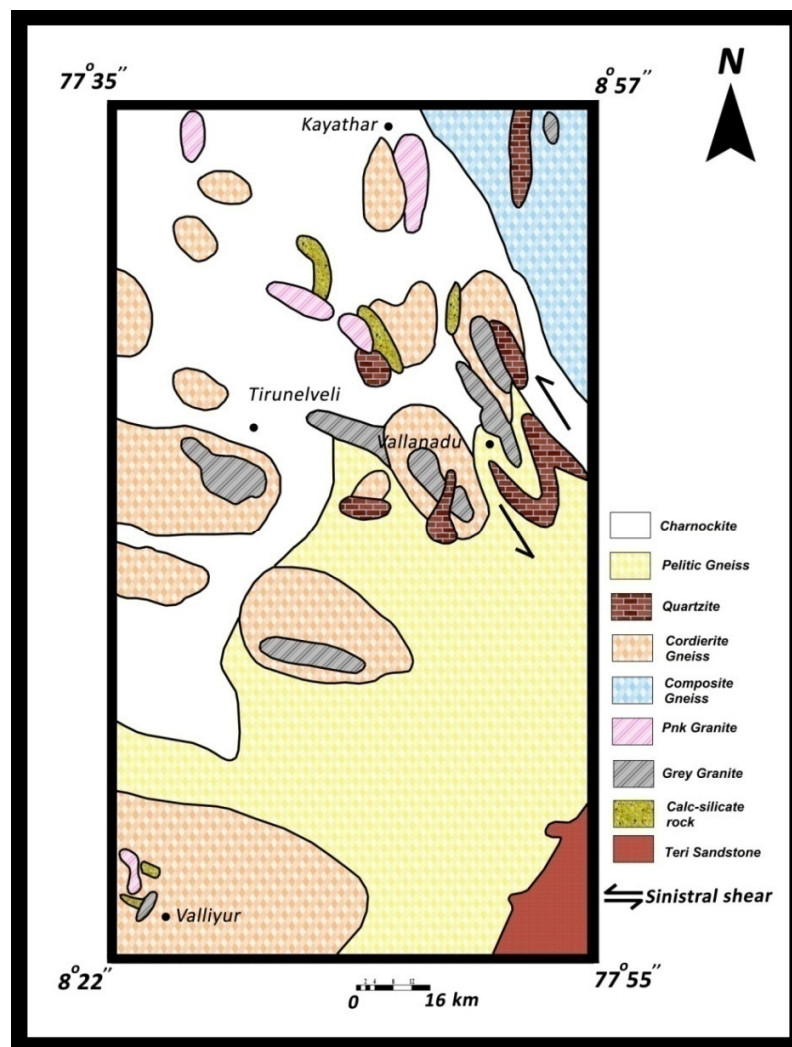 N
77°35"
8°57"
Kayathar
Tirunelveli
Vallanadu
Valliyur
Charnockite
Pelitic Gneiss
Quartzite
Cordierite
Gneiss
Composite
Gneiss
Pnk Granite
Grey Granite
Calc-silicate
rock
Teri Sandstone
Sinistral shear
8°22"
77°55"
0
16 km